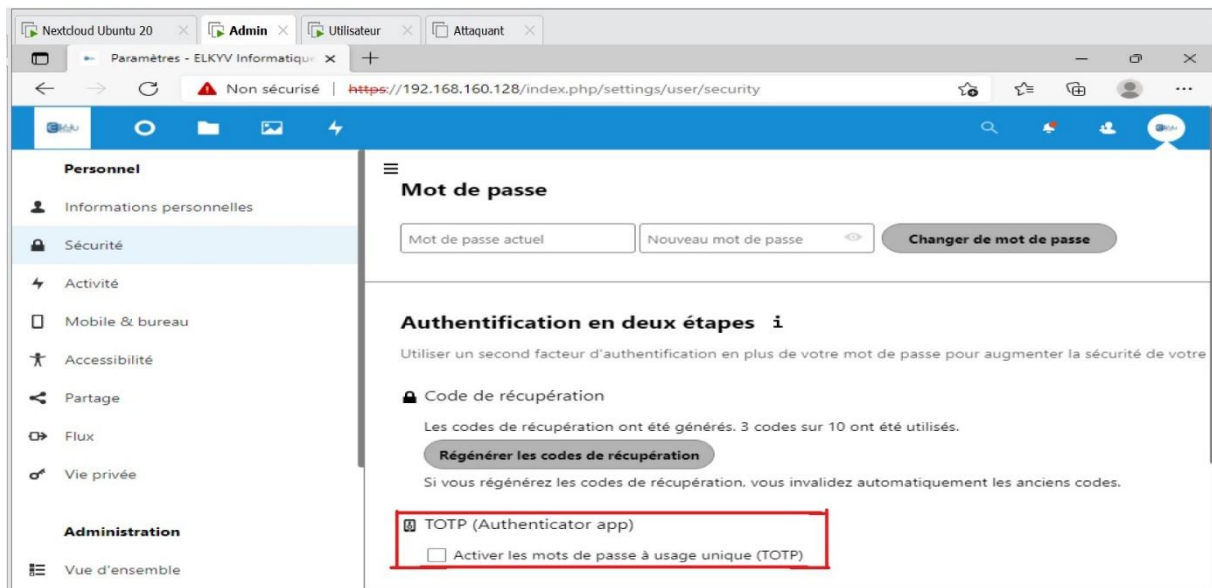 Nextcloud Ubuntu 20
Admin
Utilisateur
Attaquant
Paramètres - ELKYV Informatique
Non sécurisé | https://192.168.160.128/index.php/settings/user/security
Personnel
Informations personnelles
Sécurité
Activité
Mobile & bureau
Accessibilité
Partage
Flux
Vie privée
Administration
Vue d'ensemble
Mot de passe
Mot de passe actuel
Nouveau mot de passe
Changer de mot de passe
Authentification en deux étapes i
Utiliser un second facteur d'authentification en plus de votre mot de passe pour augmenter la sécurité de votre
Code de récupération
Les codes de récupération ont été générés. 3 codes sur 10 ont été utilisés.
Régénérer les codes de récupération
Si vous régénérez les codes de récupération, vous invalidez automatiquement les anciens codes.
TOTP (Authenticator app)
Activer les mots de passe à usage unique (TOTP)